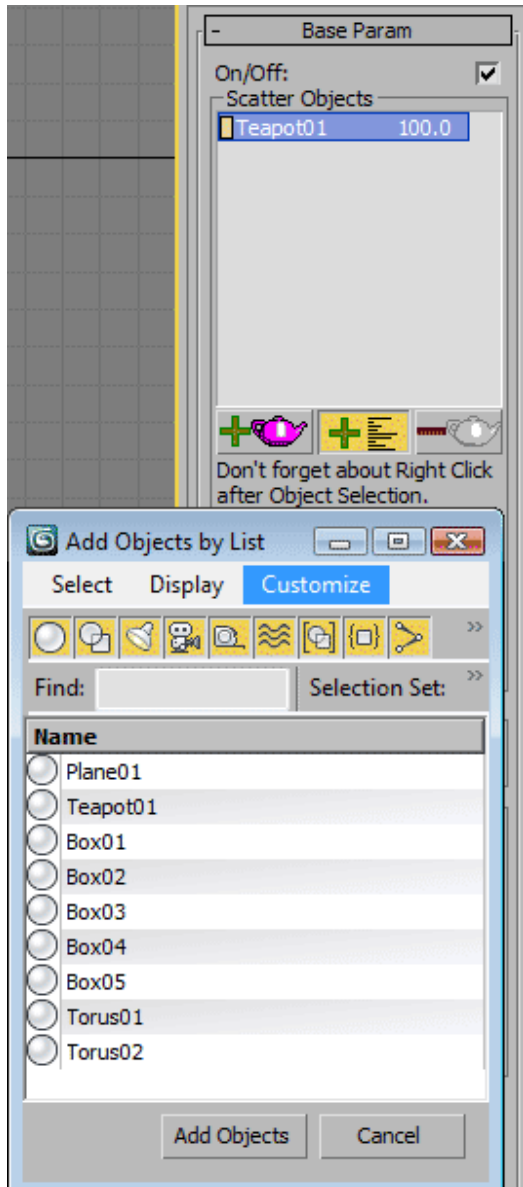 - Base Param
On/Off:
Scatter Objects
Teapot01 100.0
Don't forget about Right Click
after Object Selection.
Add Objects by List
Select Display Customize
Find: Selection Set:
Name
Plane01
Teapot01
Box01
Box02
Box03
Box04
Box05
Torus01
Torus02
Add Objects Cancel